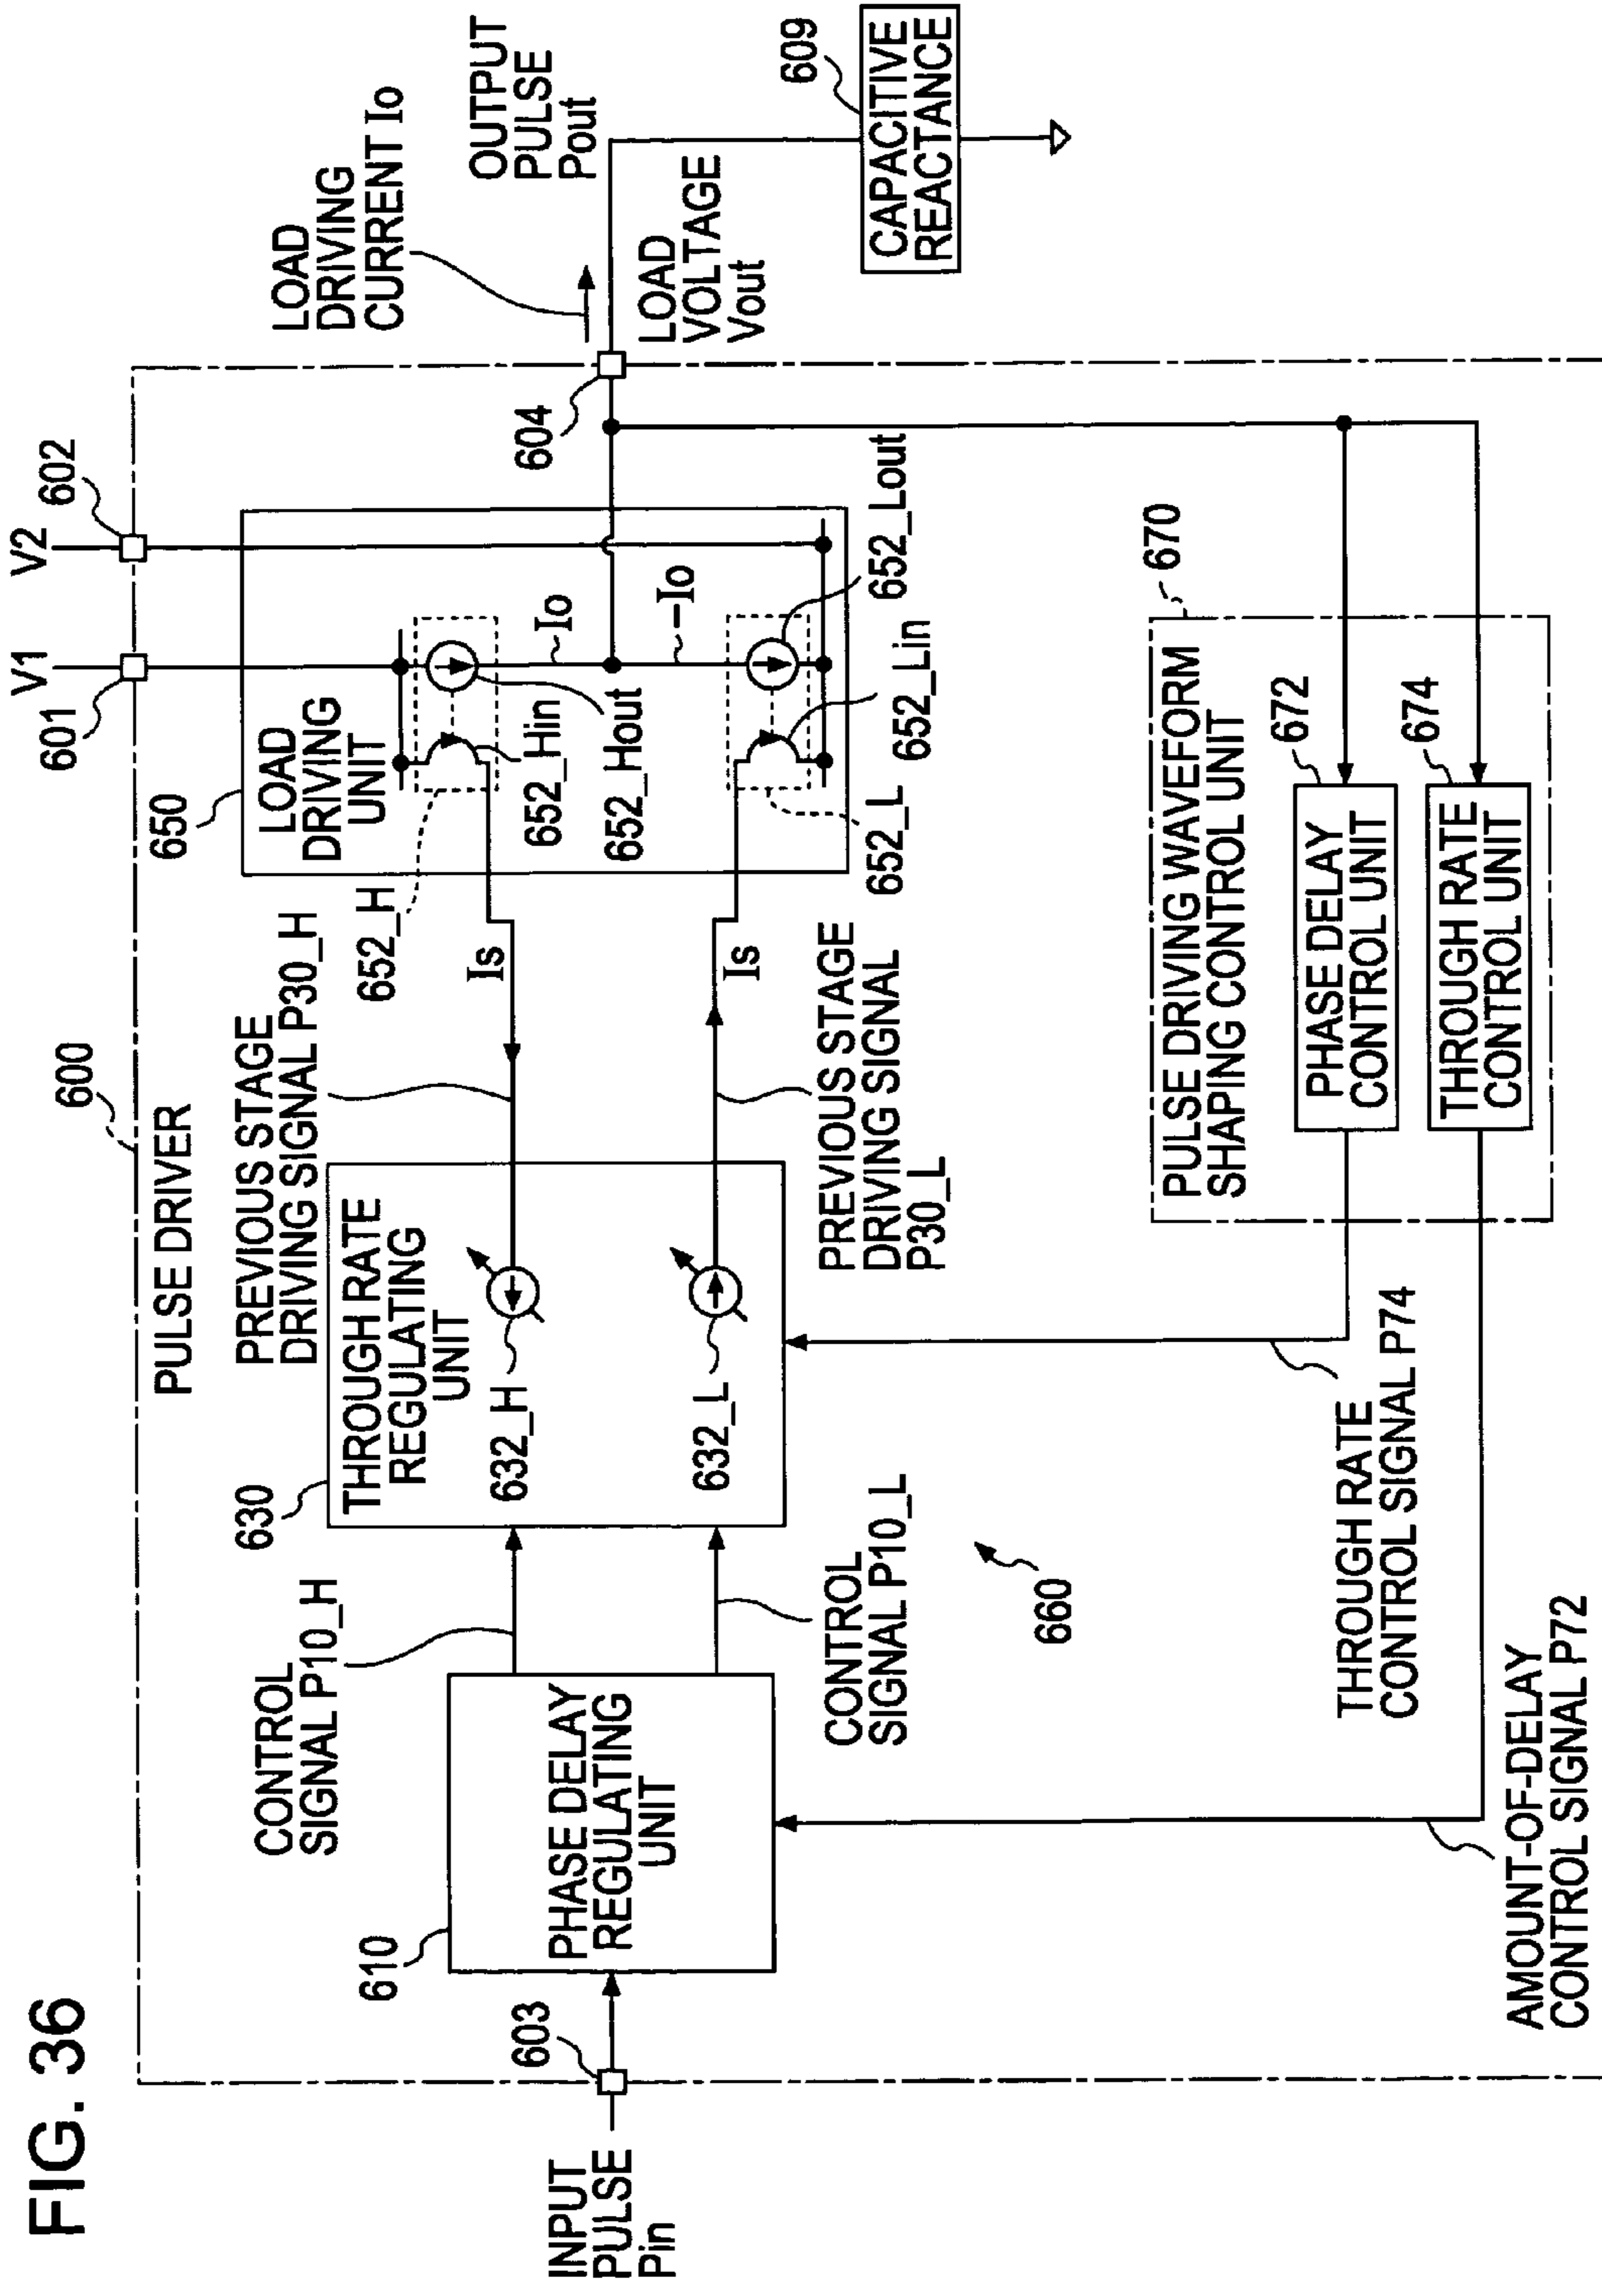 FIG. 36
600
PULSE DRIVER
V1
V2
601
602
650
LOAD
DRIVING
UNIT
652_H
652_Hin
652_Hout
Io
-Io
652_L
652_Lin
652_Lout
604
LOAD
DRIVING
CURRENT Io
OUTPUT
PULSE
Pout
LOAD
VOLTAGE
Vout
609
CAPACITIVE
REACTANCE
PREVIOUS STAGE
DRIVING SIGNAL P30_H
Is
Is
PREVIOUS STAGE
DRIVING SIGNAL
P30_L
630
THROUGH RATE
REGULATING
UNIT
632_H
632_L
CONTROL
SIGNAL P10_H
CONTROL
SIGNAL P10_L
660
610
PHASE DELAY
REGULATING
UNIT
603
INPUT
PULSE
Pin
670
PULSE DRIVING WAVEFORM
SHAPING CONTROL UNIT
672
PHASE DELAY
CONTROL UNIT
674
THROUGH RATE
CONTROL UNIT
THROUGH RATE
CONTROL SIGNAL P74
AMOUNT-OF-DELAY
CONTROL SIGNAL P72